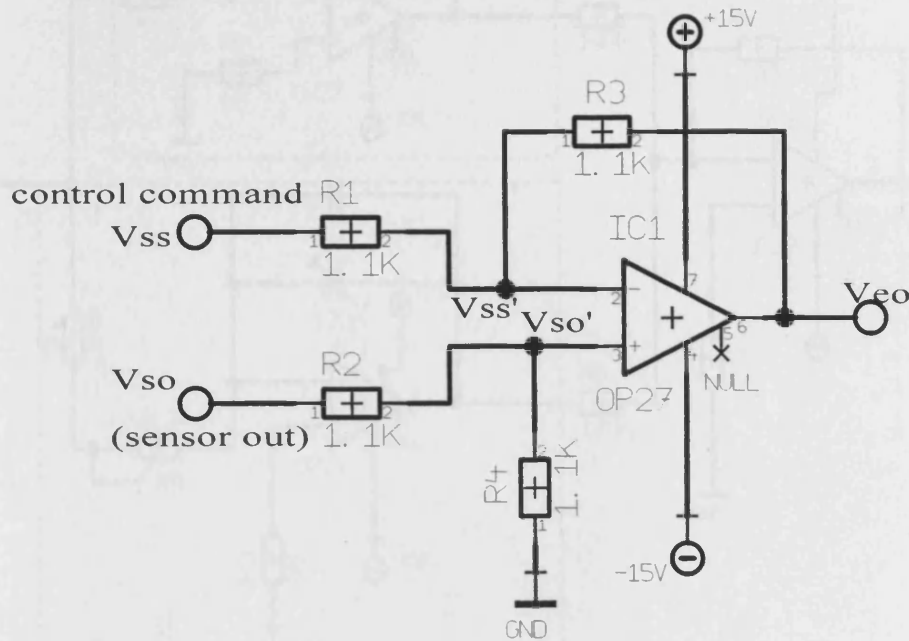 +15V
R3
1 2
1. 1K
control command
R1
Vss
1 2
1. 1K
IC1
7
2 -
Vss'
Vso'
Veo
6
5
3 +
4
NULL
R2
Vso
1 2
OP27
(sensor out)
1. 1K
2
R4
1. 1K
1
-15V
GND